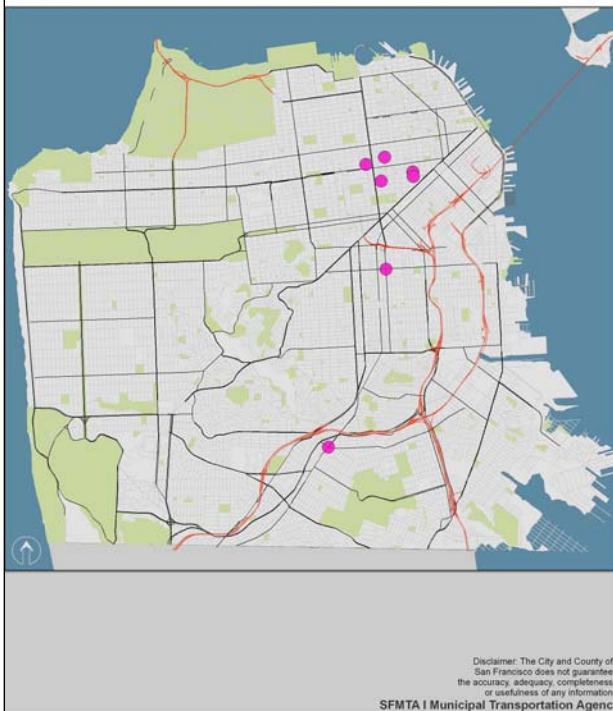 Disclaimer: The City and County of
San Francisco does not guarantee
the accuracy, adequacy, completeness
or usefulness of any information
SFMTA I Municipal Transportation Agenc